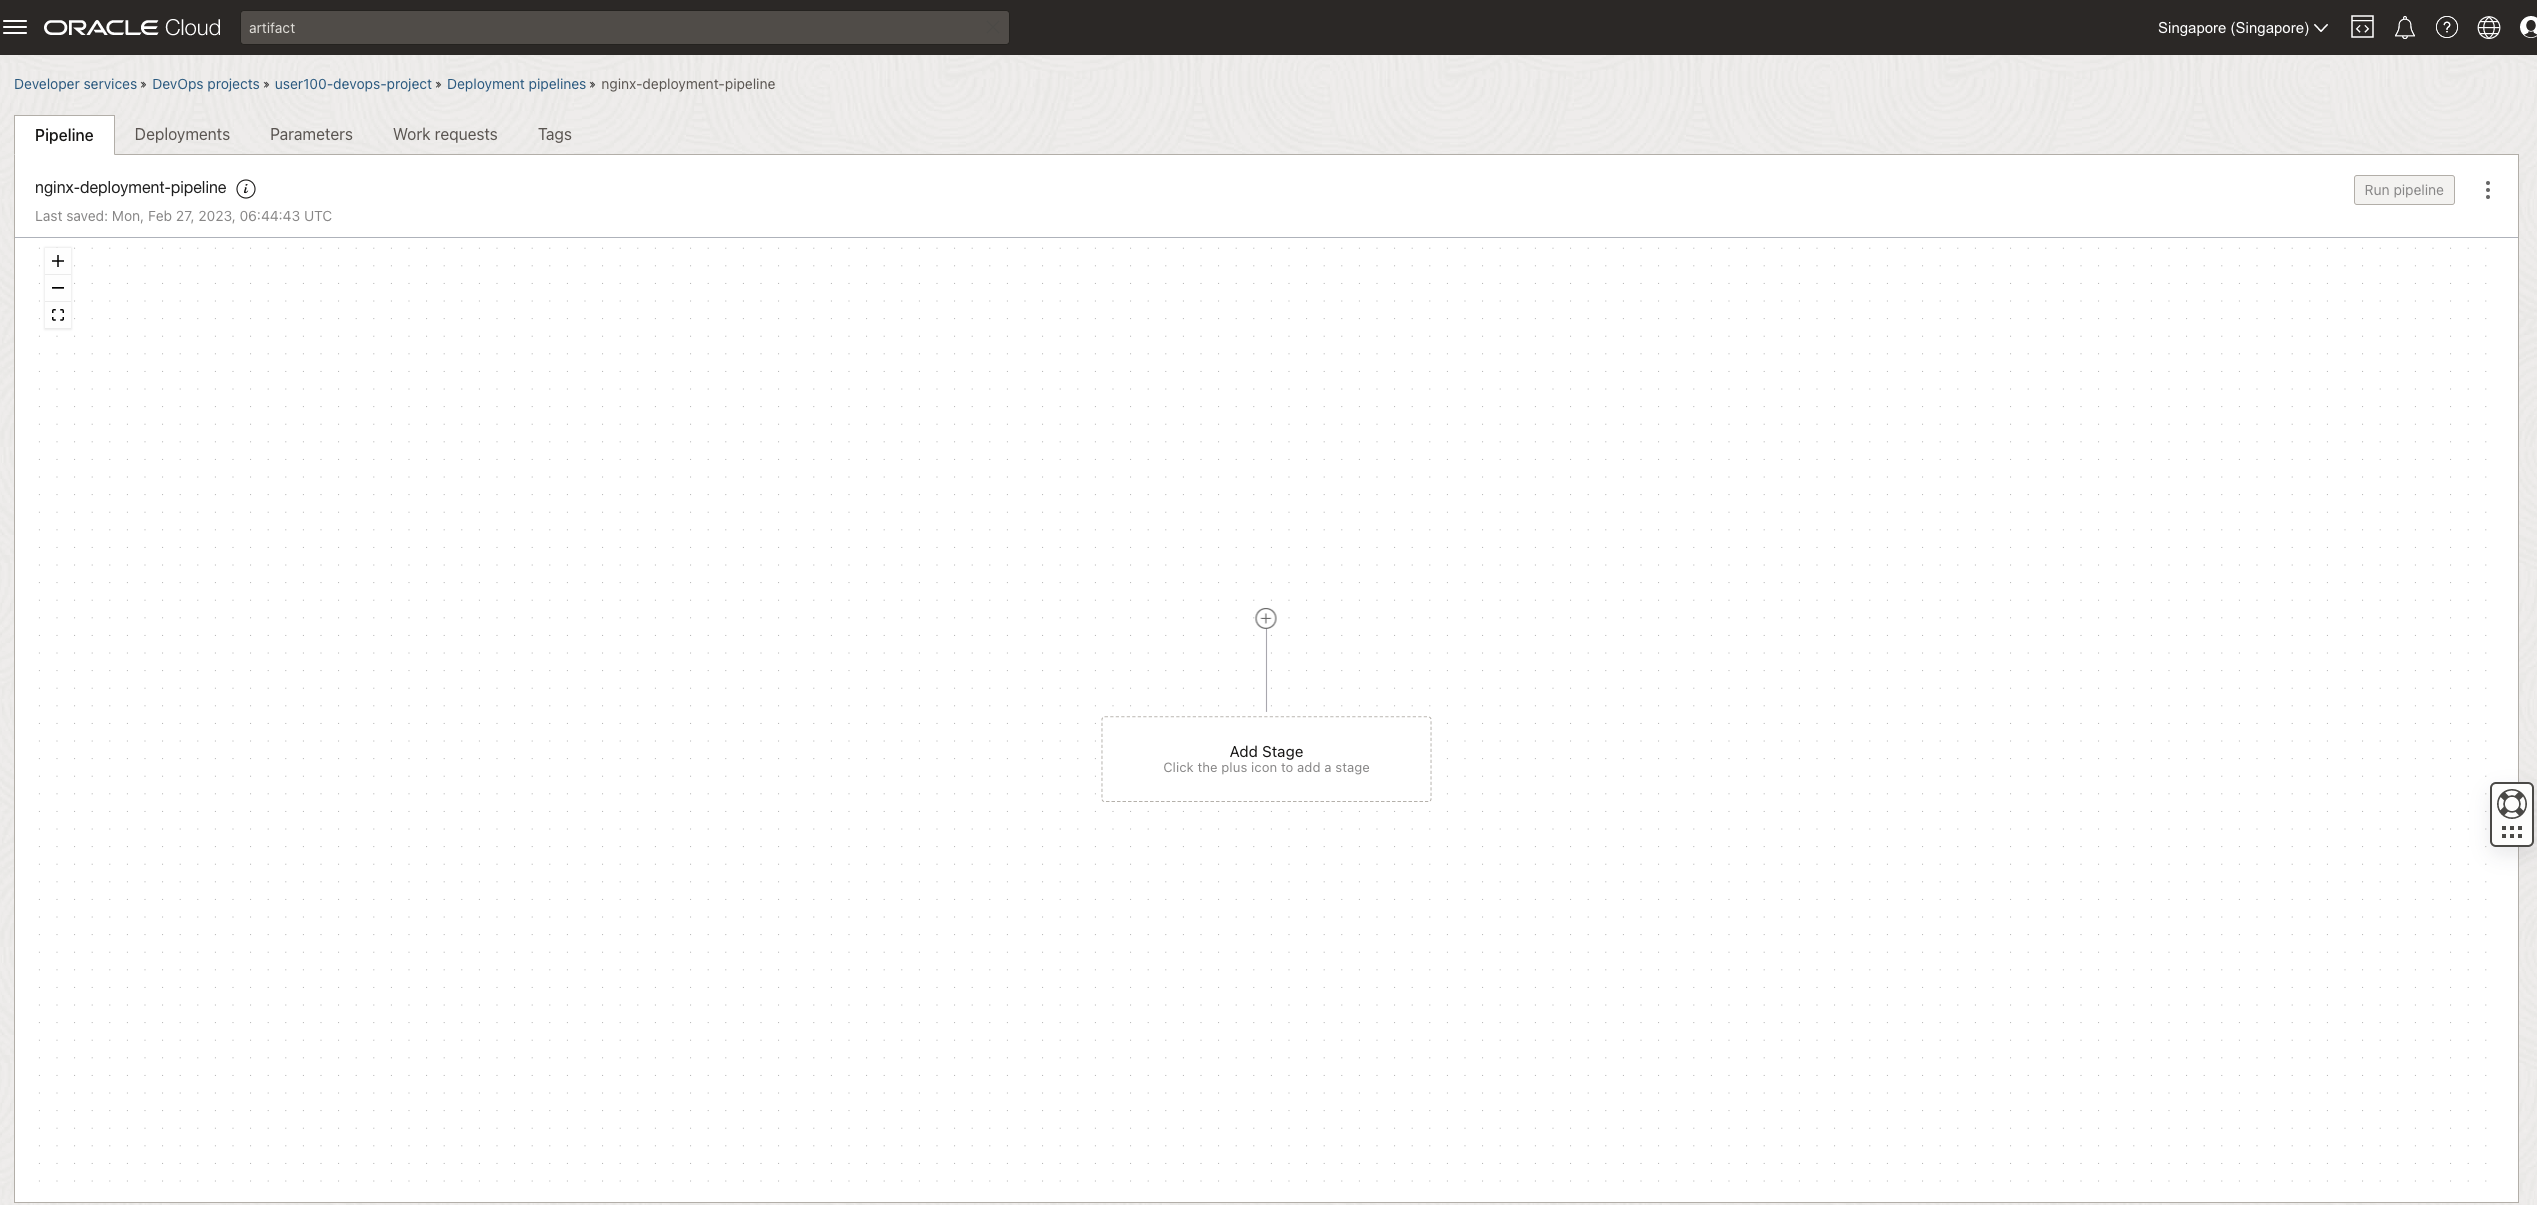 ORACLE Cloud
artifact
Singapore (Singapore)
Developer services » DevOps projects » user100-devops-project » Deployment pipelines » nginx-deployment-pipeline
Pipeline
Deployments
Parameters
Work requests
Tags
nginx-deployment-pipeline
Run pipeline
Last saved: Mon, Feb 27, 2023, 06:44:43 UTC
Add Stage
Click the plus icon to add a stage